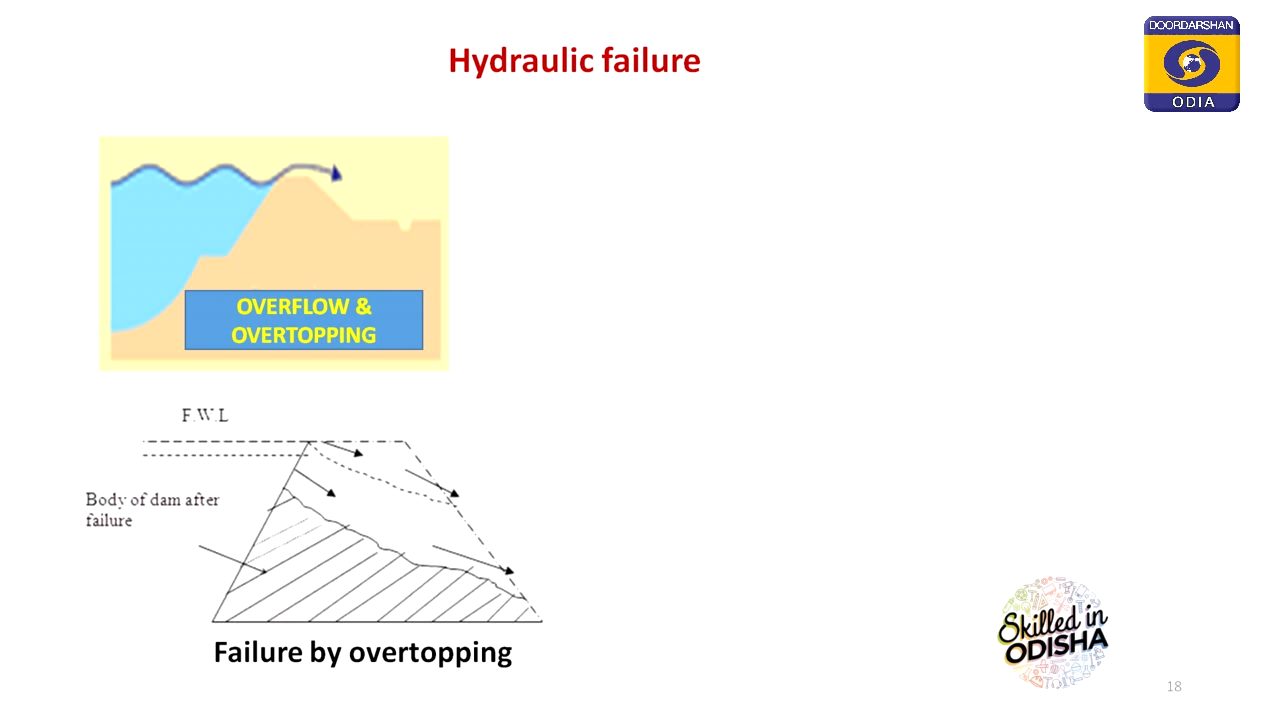 Hydraulic failure
DOORDARSHAN
ODIA
OVERFLOW &
OVERTOPPING
F.W.L
Body of dam after
failure
Failure by overtopping
Skilled in
ODISHA
18